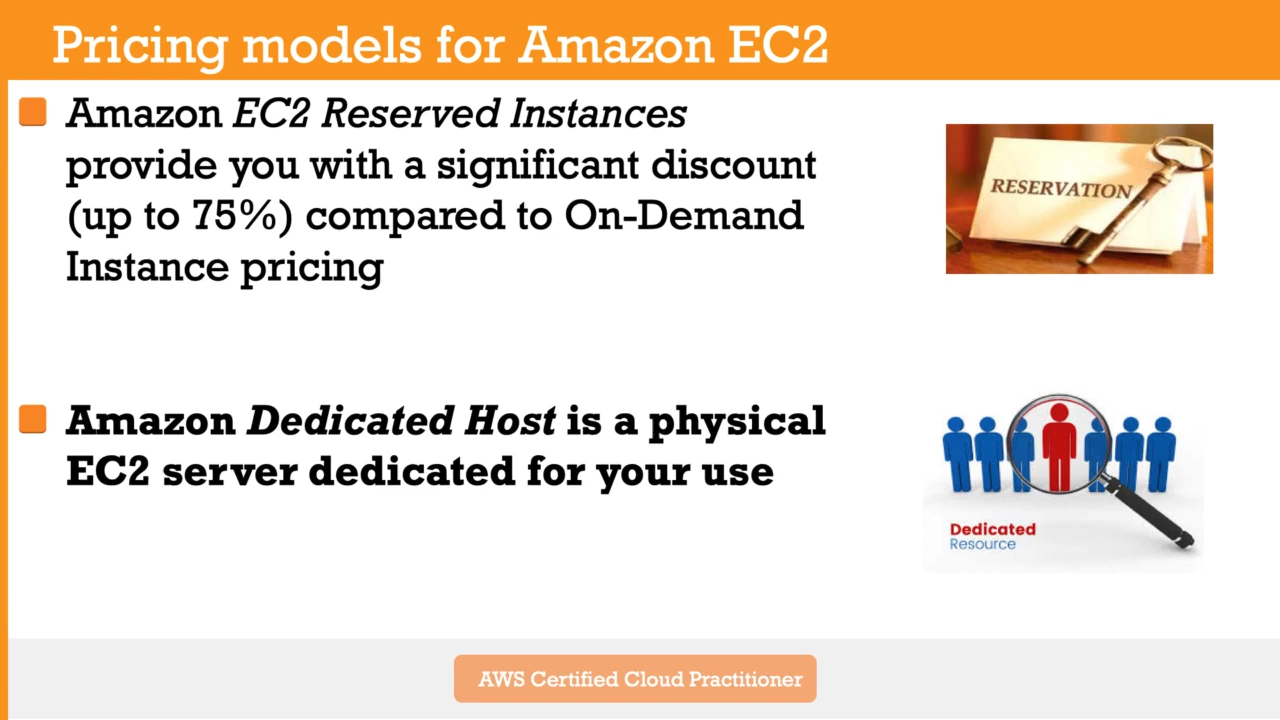 Pricing models for Amazon EC2
Amazon EC2 Reserved Instances
provide you with a significant discount
(up to 75%) compared to On-Demand
Instance pricing
RESERVATION
Amazon Dedicated Host is a physical
EC2 server dedicated for your use
Dedicated
Resource
AWS Certified Cloud Practitioner